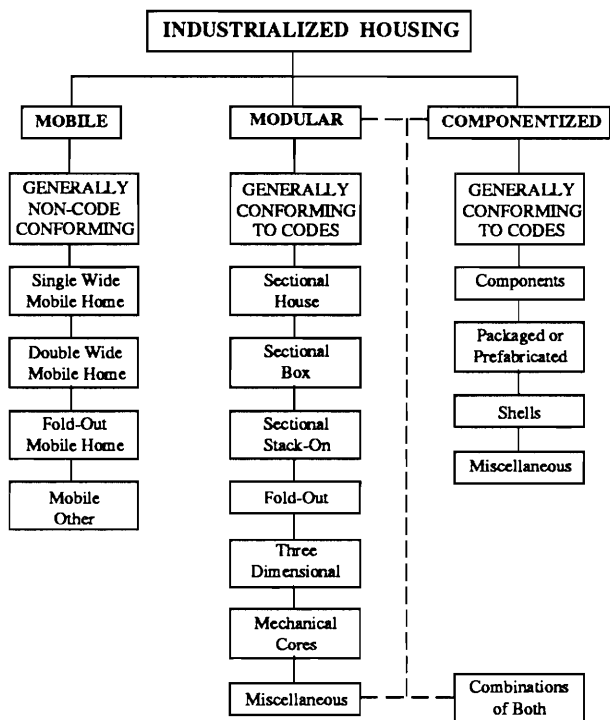 INDUSTRIALIZED HOUSING
MOBILE
GENERALLY
NON-CODE
CONFORMING
Single Wide
Mobile Home
Double Wide
Mobile Home
Fold-Out
Mobile Home
Mobile
Other
MODULAR
GENERALLY
CONFORMING
TO CODES
Sectional
House
Sectional
Box
Sectional
Stack-On
Fold-Out
Three
Dimensional
Mechanical
Cores
Miscellaneous
COMPONENTIZED
GENERALLY
CONFORMING
TO CODES
Components
Packaged or
Prefabricated
Shells
Miscellaneous
Combinations
of Both